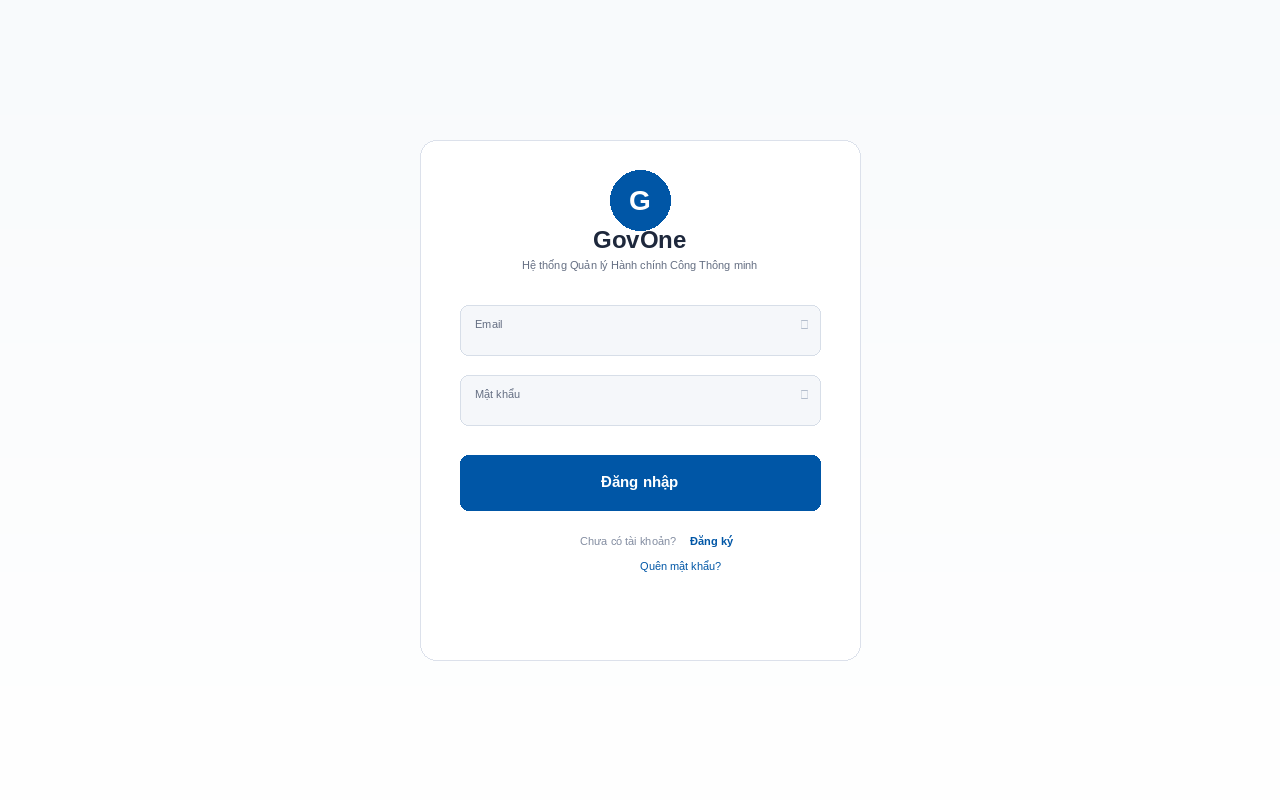 G
GovOne
Hệ thống Quản lý Hành chính Công Thông minh
Email
Mật khẩu
Đăng nhập
Chưa có tài khoản? Đăng ký
Quên mật khẩu?